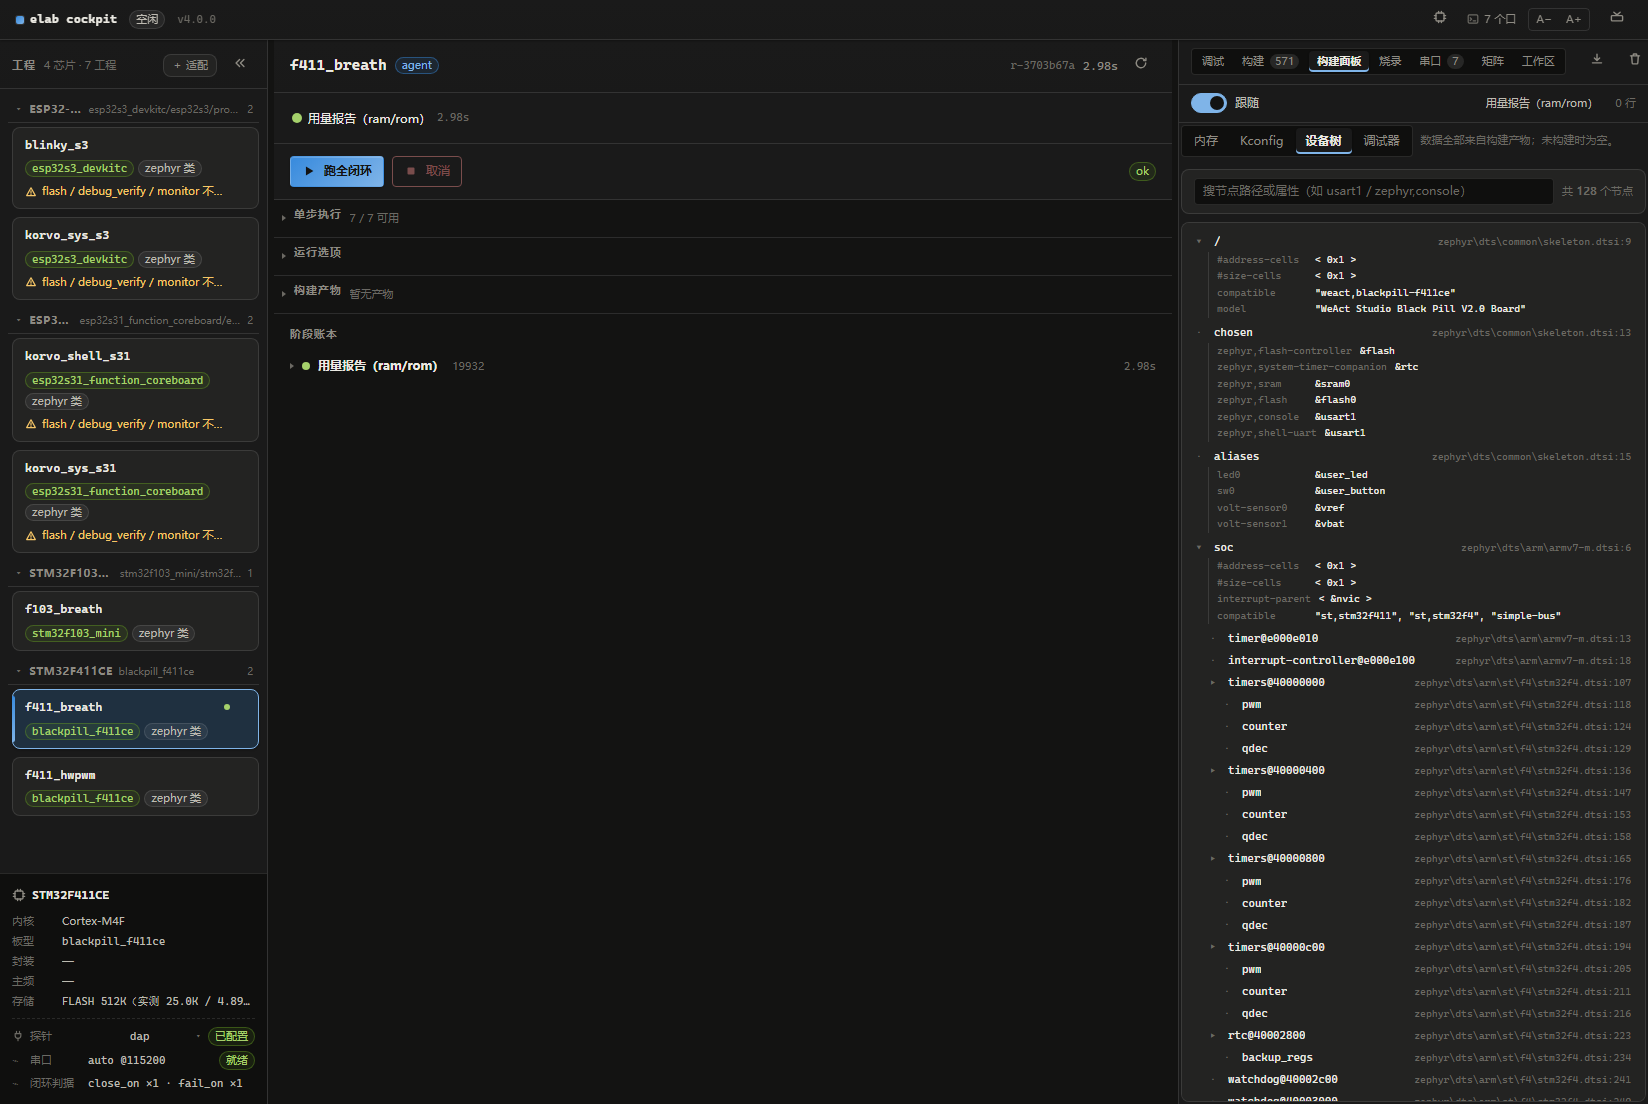 elab cockpit 空闲 v4.0.0
7 个口 A− A+
工程 4 芯片 · 7 工程 + 适配
ESP32-... esp32s3_devkitc/esp32s3/pro... 2
blinky_s3
esp32s3_devkitc zephyr 类
flash / debug_verify / monitor 不...
korvo_sys_s3
esp32s3_devkitc zephyr 类
flash / debug_verify / monitor 不...
ESP3... esp32s31_function_coreboard/e... 2
korvo_shell_s31
esp32s31_function_coreboard
zephyr 类
flash / debug_verify / monitor 不...
korvo_sys_s31
esp32s31_function_coreboard
zephyr 类
flash / debug_verify / monitor 不...
STM32F103... stm32f103_mini/stm32f... 1
f103_breath
stm32f103_mini zephyr 类
STM32F411CE blackpill_f411ce 2
f411_breath
blackpill_f411ce zephyr 类
f411_hwpwm
blackpill_f411ce zephyr 类
STM32F411CE
内核 Cortex-M4F
板型 blackpill_f411ce
封装 —
主频 —
存储 FLASH 512K (实测 25.0K / 4.89...
探针 dap 已配置
串口 auto @115200 就绪
闭环判据 close_on ×1 · fail_on ×1
f411_breath agent r-3703b67a 2.98s
用量报告 (ram/rom) 2.98s
跑全闭环 取消 ok
单步执行 7 / 7 可用
运行选项
构建产物 暂无产物
阶段账本
用量报告 (ram/rom) 19932 2.98s
调试 构建 571 构建面板 烧录 串口 7 矩阵 工作区
跟随 用量报告 (ram/rom) 0 行
内存 Kconfig 设备树 调试器 数据全部来自构建产物；未构建时为空。
搜节点路径或属性 (如 usart1 / zephyr,console) 共 128 个节点
/ zephyr\dts\common\skeleton.dtsi:9
#address-cells < 0x1 >
#size-cells < 0x1 >
compatible "weact,blackpill-f411ce"
model "WeAct Studio Black Pill V2.0 Board"
chosen zephyr\dts\common\skeleton.dtsi:13
zephyr,flash-controller &flash
zephyr,system-timer-companion &rtc
zephyr,sram &sram0
zephyr,flash &flash0
zephyr,console &usart1
zephyr,shell-uart &usart1
aliases zephyr\dts\common\skeleton.dtsi:15
led0 &user_led
sw0 &user_button
volt-sensor0 &vref
volt-sensor1 &vbat
soc zephyr\dts\arm\armv7-m.dtsi:6
#address-cells < 0x1 >
#size-cells < 0x1 >
interrupt-parent < &nvic >
compatible "st,stm32f411", "st,stm32f4", "simple-bus"
timer@e000e010 zephyr\dts\arm\armv7-m.dtsi:13
interrupt-controller@e000e100 zephyr\dts\arm\armv7-m.dtsi:18
timers@40000000 zephyr\dts\arm\st\f4\stm32f4.dtsi:107
pwm zephyr\dts\arm\st\f4\stm32f4.dtsi:118
counter zephyr\dts\arm\st\f4\stm32f4.dtsi:124
qdec zephyr\dts\arm\st\f4\stm32f4.dtsi:129
timers@40000400 zephyr\dts\arm\st\f4\stm32f4.dtsi:136
pwm zephyr\dts\arm\st\f4\stm32f4.dtsi:147
counter zephyr\dts\arm\st\f4\stm32f4.dtsi:153
qdec zephyr\dts\arm\st\f4\stm32f4.dtsi:158
timers@40000800 zephyr\dts\arm\st\f4\stm32f4.dtsi:165
pwm zephyr\dts\arm\st\f4\stm32f4.dtsi:176
counter zephyr\dts\arm\st\f4\stm32f4.dtsi:182
qdec zephyr\dts\arm\st\f4\stm32f4.dtsi:187
timers@40000c00 zephyr\dts\arm\st\f4\stm32f4.dtsi:194
pwm zephyr\dts\arm\st\f4\stm32f4.dtsi:205
counter zephyr\dts\arm\st\f4\stm32f4.dtsi:211
qdec zephyr\dts\arm\st\f4\stm32f4.dtsi:216
rtc@40002800 zephyr\dts\arm\st\f4\stm32f4.dtsi:223
backup_regs zephyr\dts\arm\st\f4\stm32f4.dtsi:234
watchdog@40002c00 zephyr\dts\arm\st\f4\stm32f4.dtsi:241